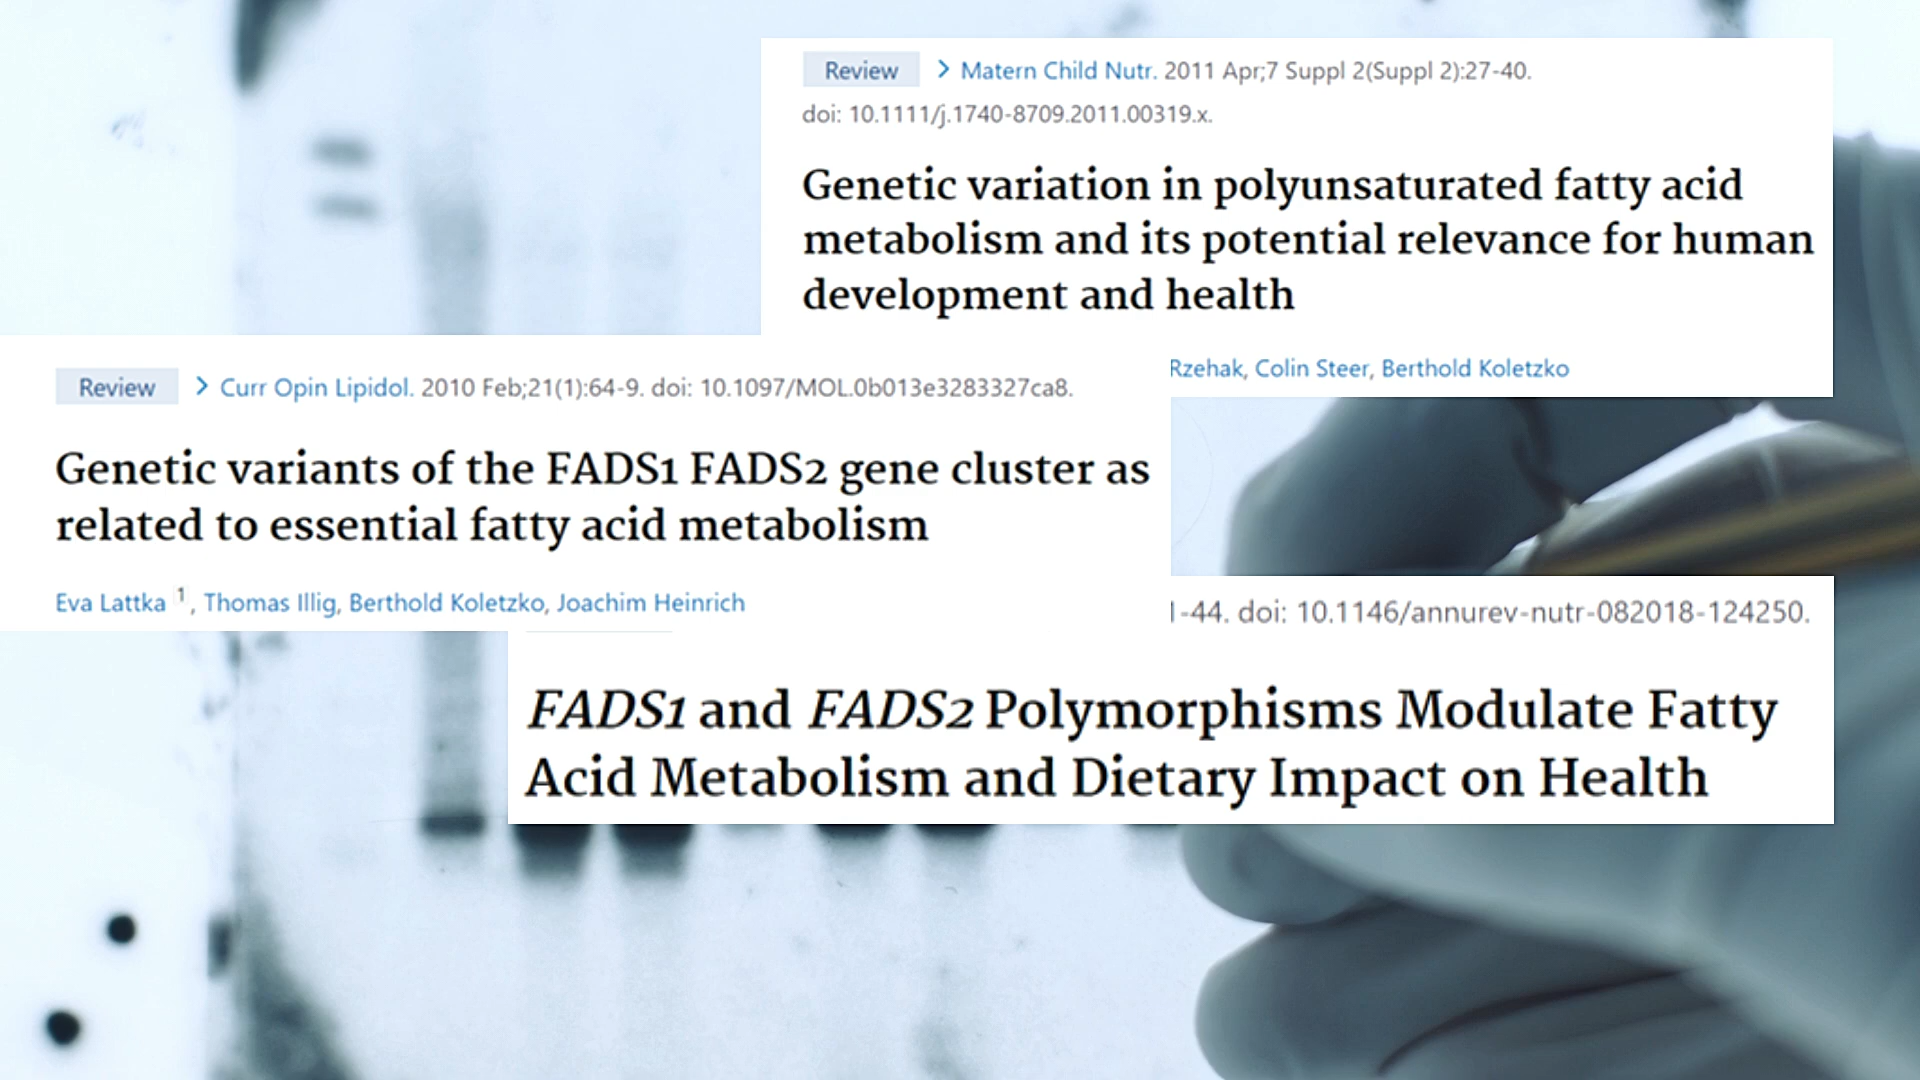 Review > Matern Child Nutr. 2011 Apr;7 Suppl 2(Suppl 2):27-40.
doi: 10.1111/j.1740-8709.2011.00319.x.
Genetic variation in polyunsaturated fatty acid
metabolism and its potential relevance for human
development and health
Rzehak, Colin Steer, Berthold Koletzko
Review > Curr Opin Lipidol. 2010 Feb;21(1):64-9. doi: 10.1097/MOL.0b013e3283327ca8.
Genetic variants of the FADS1 FADS2 gene cluster as
related to essential fatty acid metabolism
Eva Lattka 1, Thomas Illig, Berthold Koletzko, Joachim Heinrich
-44. doi: 10.1146/annurev-nutr-082018-124250.
FADS1 and FADS2 Polymorphisms Modulate Fatty
Acid Metabolism and Dietary Impact on Health